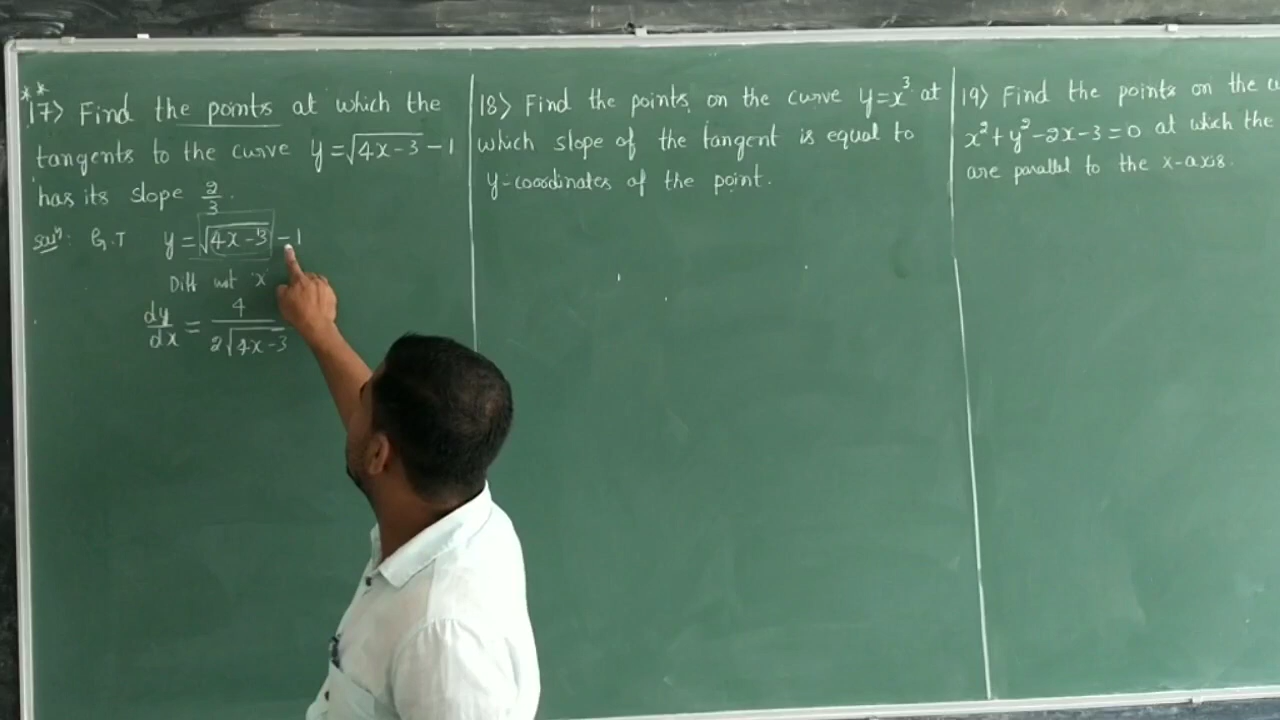 ** 17) Find the points at which the
tangents to the curve y = √(4x-3) - 1
has its slope 2/3.
Sol: G.T y = √(4x-3) - 1
Diff wrt 'x'
dy/dx = 4/(2√(4x-3))
18) Find the points on the curve y=x³ at
which slope of the tangent is equal to
y-coordinates of the point.
19) Find the points on the
x²+y²-2x-3=0 at which the
are parallel to the x-axis.